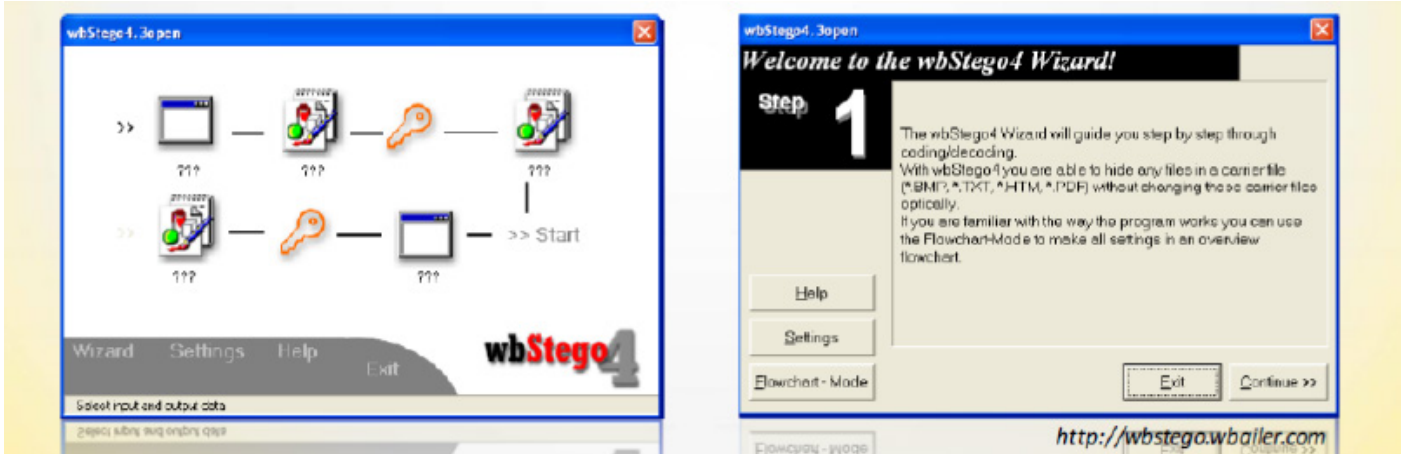 wbStego4.3open
>>
???
???
???
>>
???
???
>> Start
Wizard
Settings
Help
Exit
wbStego4
Select input and output data
wbStego4.3open
Welcome to the wbStego4 Wizard!
Step 1
The wbStego4 Wizard will guide you step by step through
coding/decoding.
With wbStego4 you are able to hide any files in a carrier file
(*.BMP, *.TXT, *.HTM, *.PDF) without changing these carrier files
optically.
If you are familiar with the way the program works you can use
the Flowchart-Mode to make all settings in an overview
flowchart.
Help
Settings
Flowchart - Mode
Exit
Continue >>
http://wbstego.wbailer.com